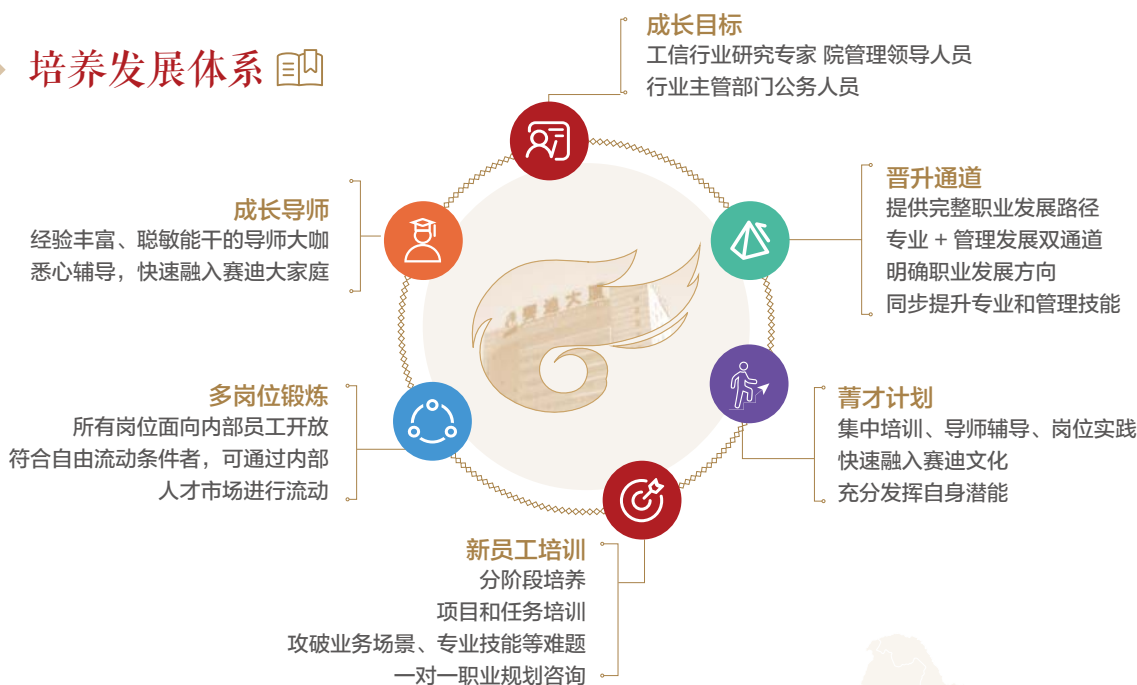 培养发展体系
成长目标
工信行业研究专家 院管理领导人员
行业主管部门公务人员
晋升通道
提供完整职业发展路径
专业 + 管理发展双通道
明确职业发展方向
同步提升专业和管理技能
菁才计划
集中培训、导师辅导、岗位实践
快速融入赛迪文化
充分发挥自身潜能
新员工培训
分阶段培养
项目和任务培训
攻破业务场景、专业技能等难题
一对一职业规划咨询
多岗位锻炼
所有岗位面向内部员工开放
符合自由流动条件者，可通过内部
人才市场进行流动
成长导师
经验丰富、聪敏能干的导师大咖
悉心辅导，快速融入赛迪大家庭
赛迪大厦